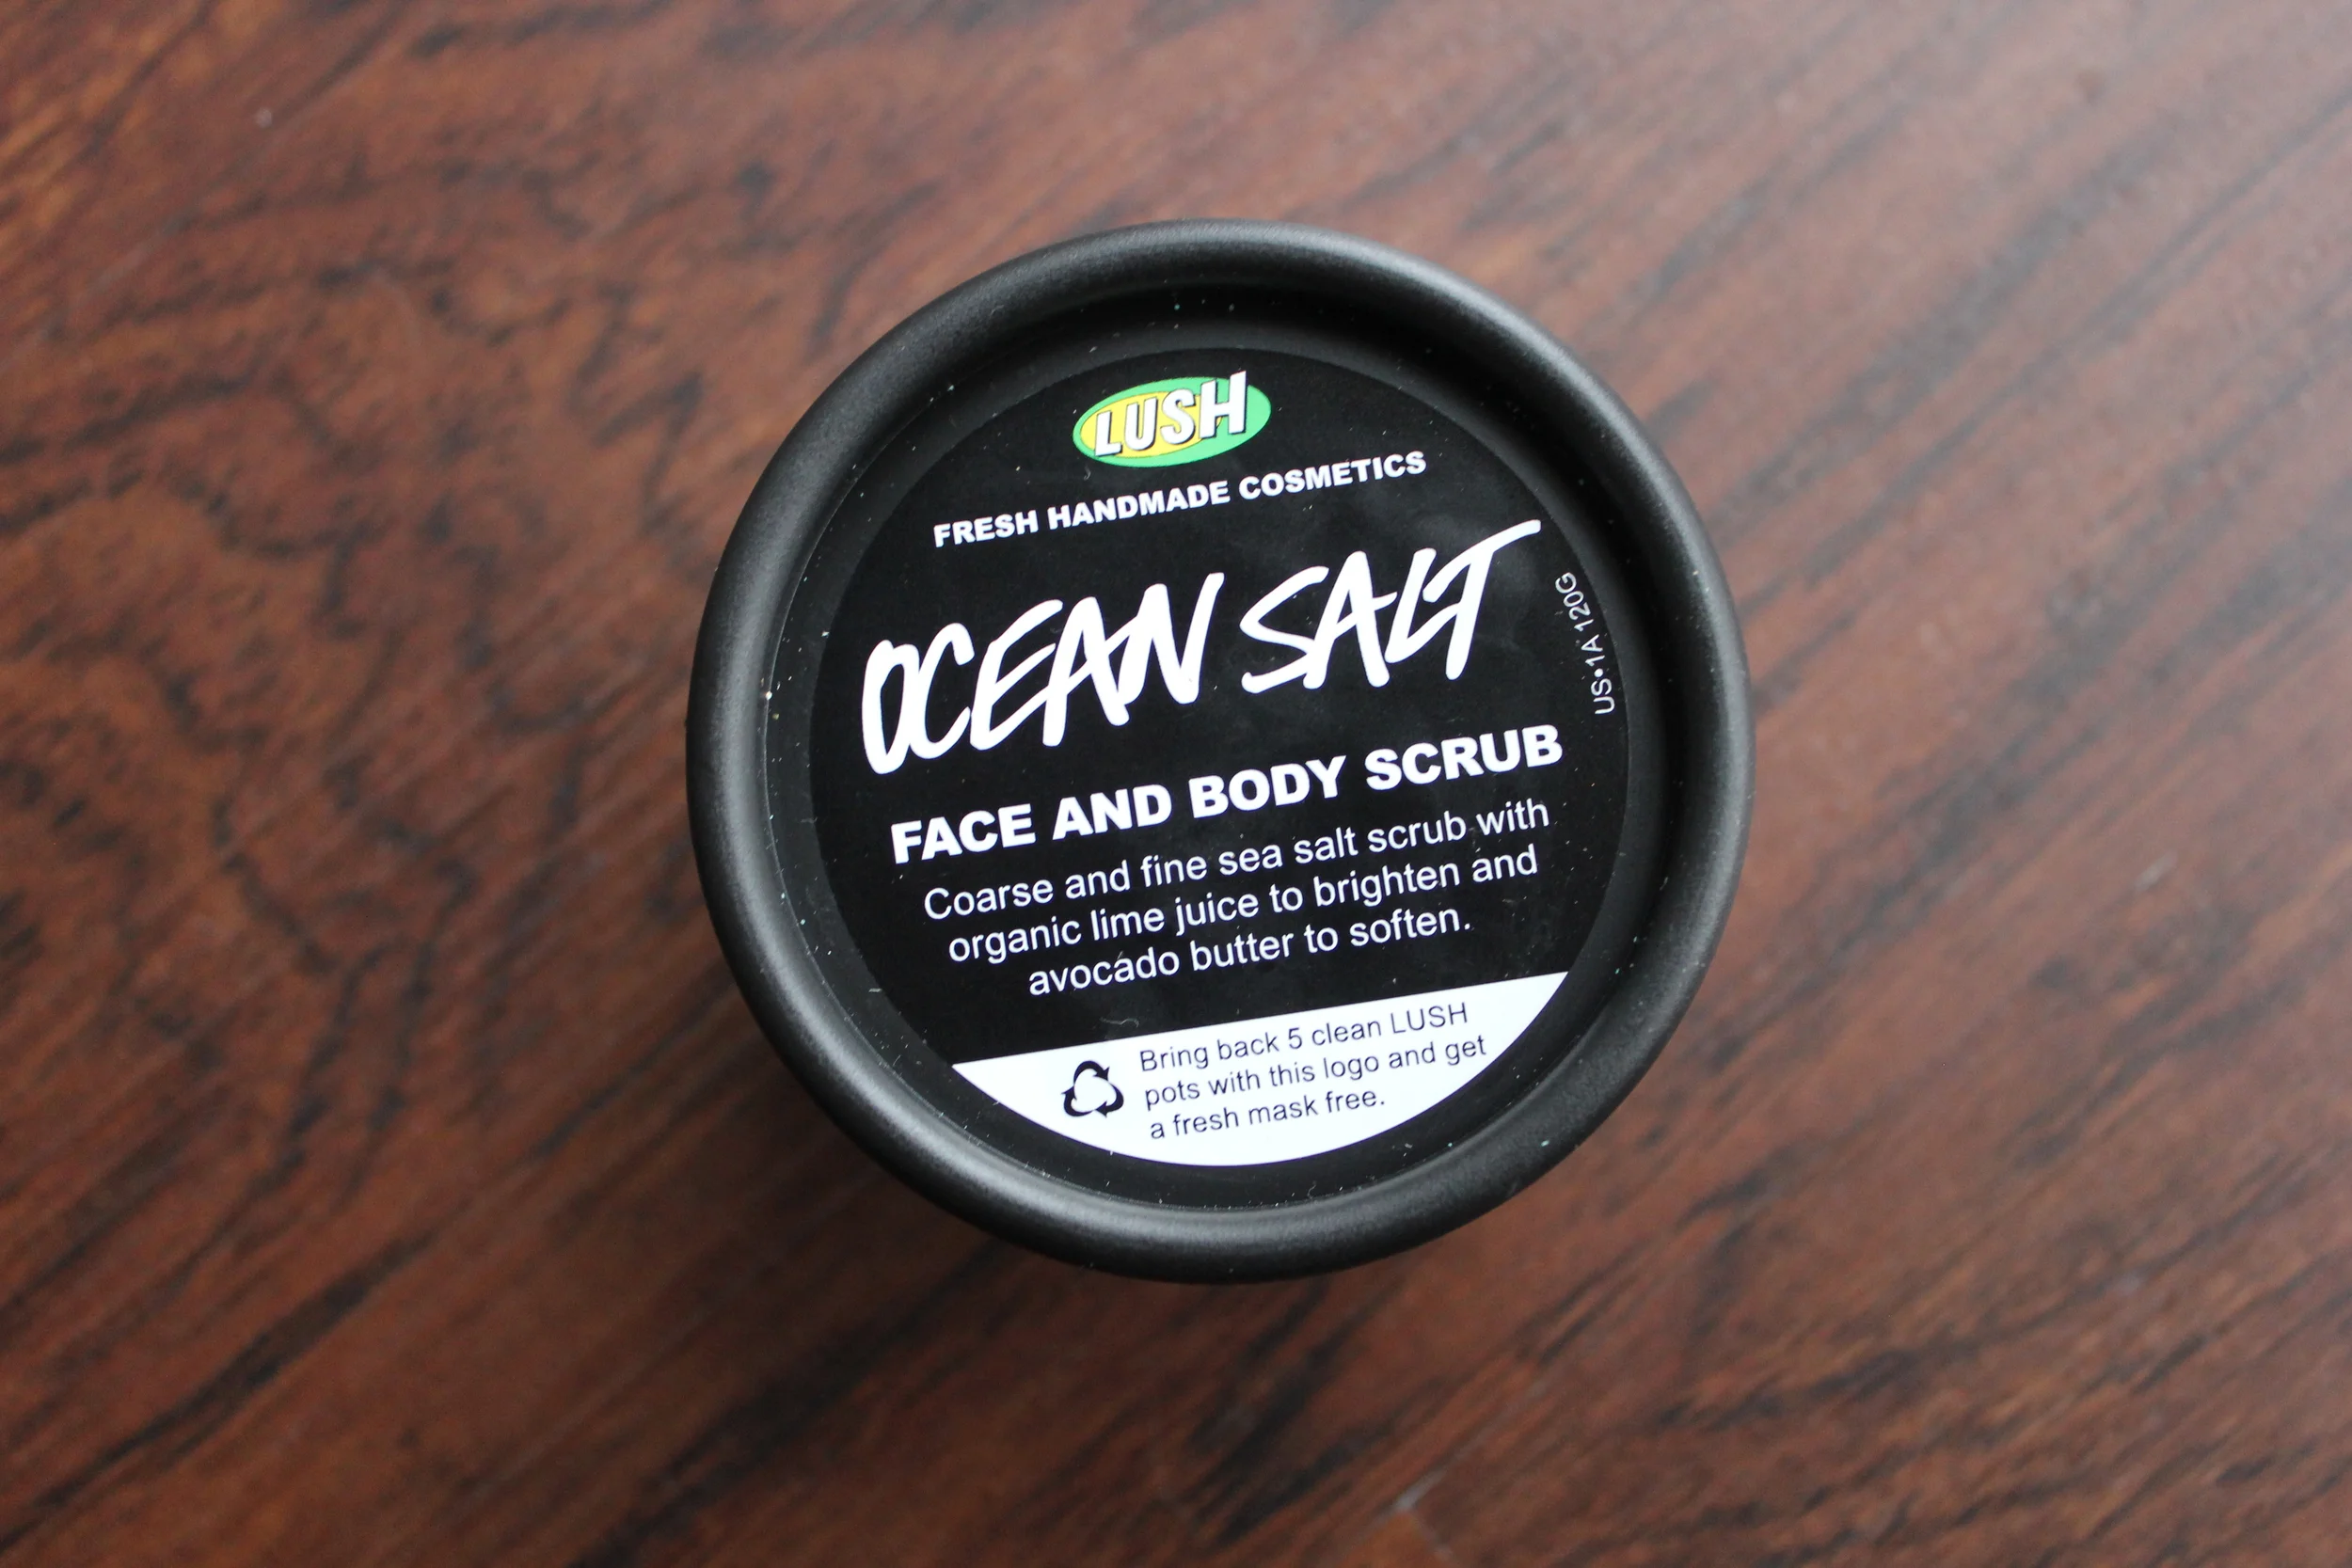 LUSH
FRESH HANDMADE COSMETICS
OCEAN SALT
US•1A 120G
FACE AND BODY SCRUB
Coarse and fine sea salt scrub with
organic lime juice to brighten and
avocado butter to soften.
Bring back 5 clean LUSH
pots with this logo and get
a fresh mask free.